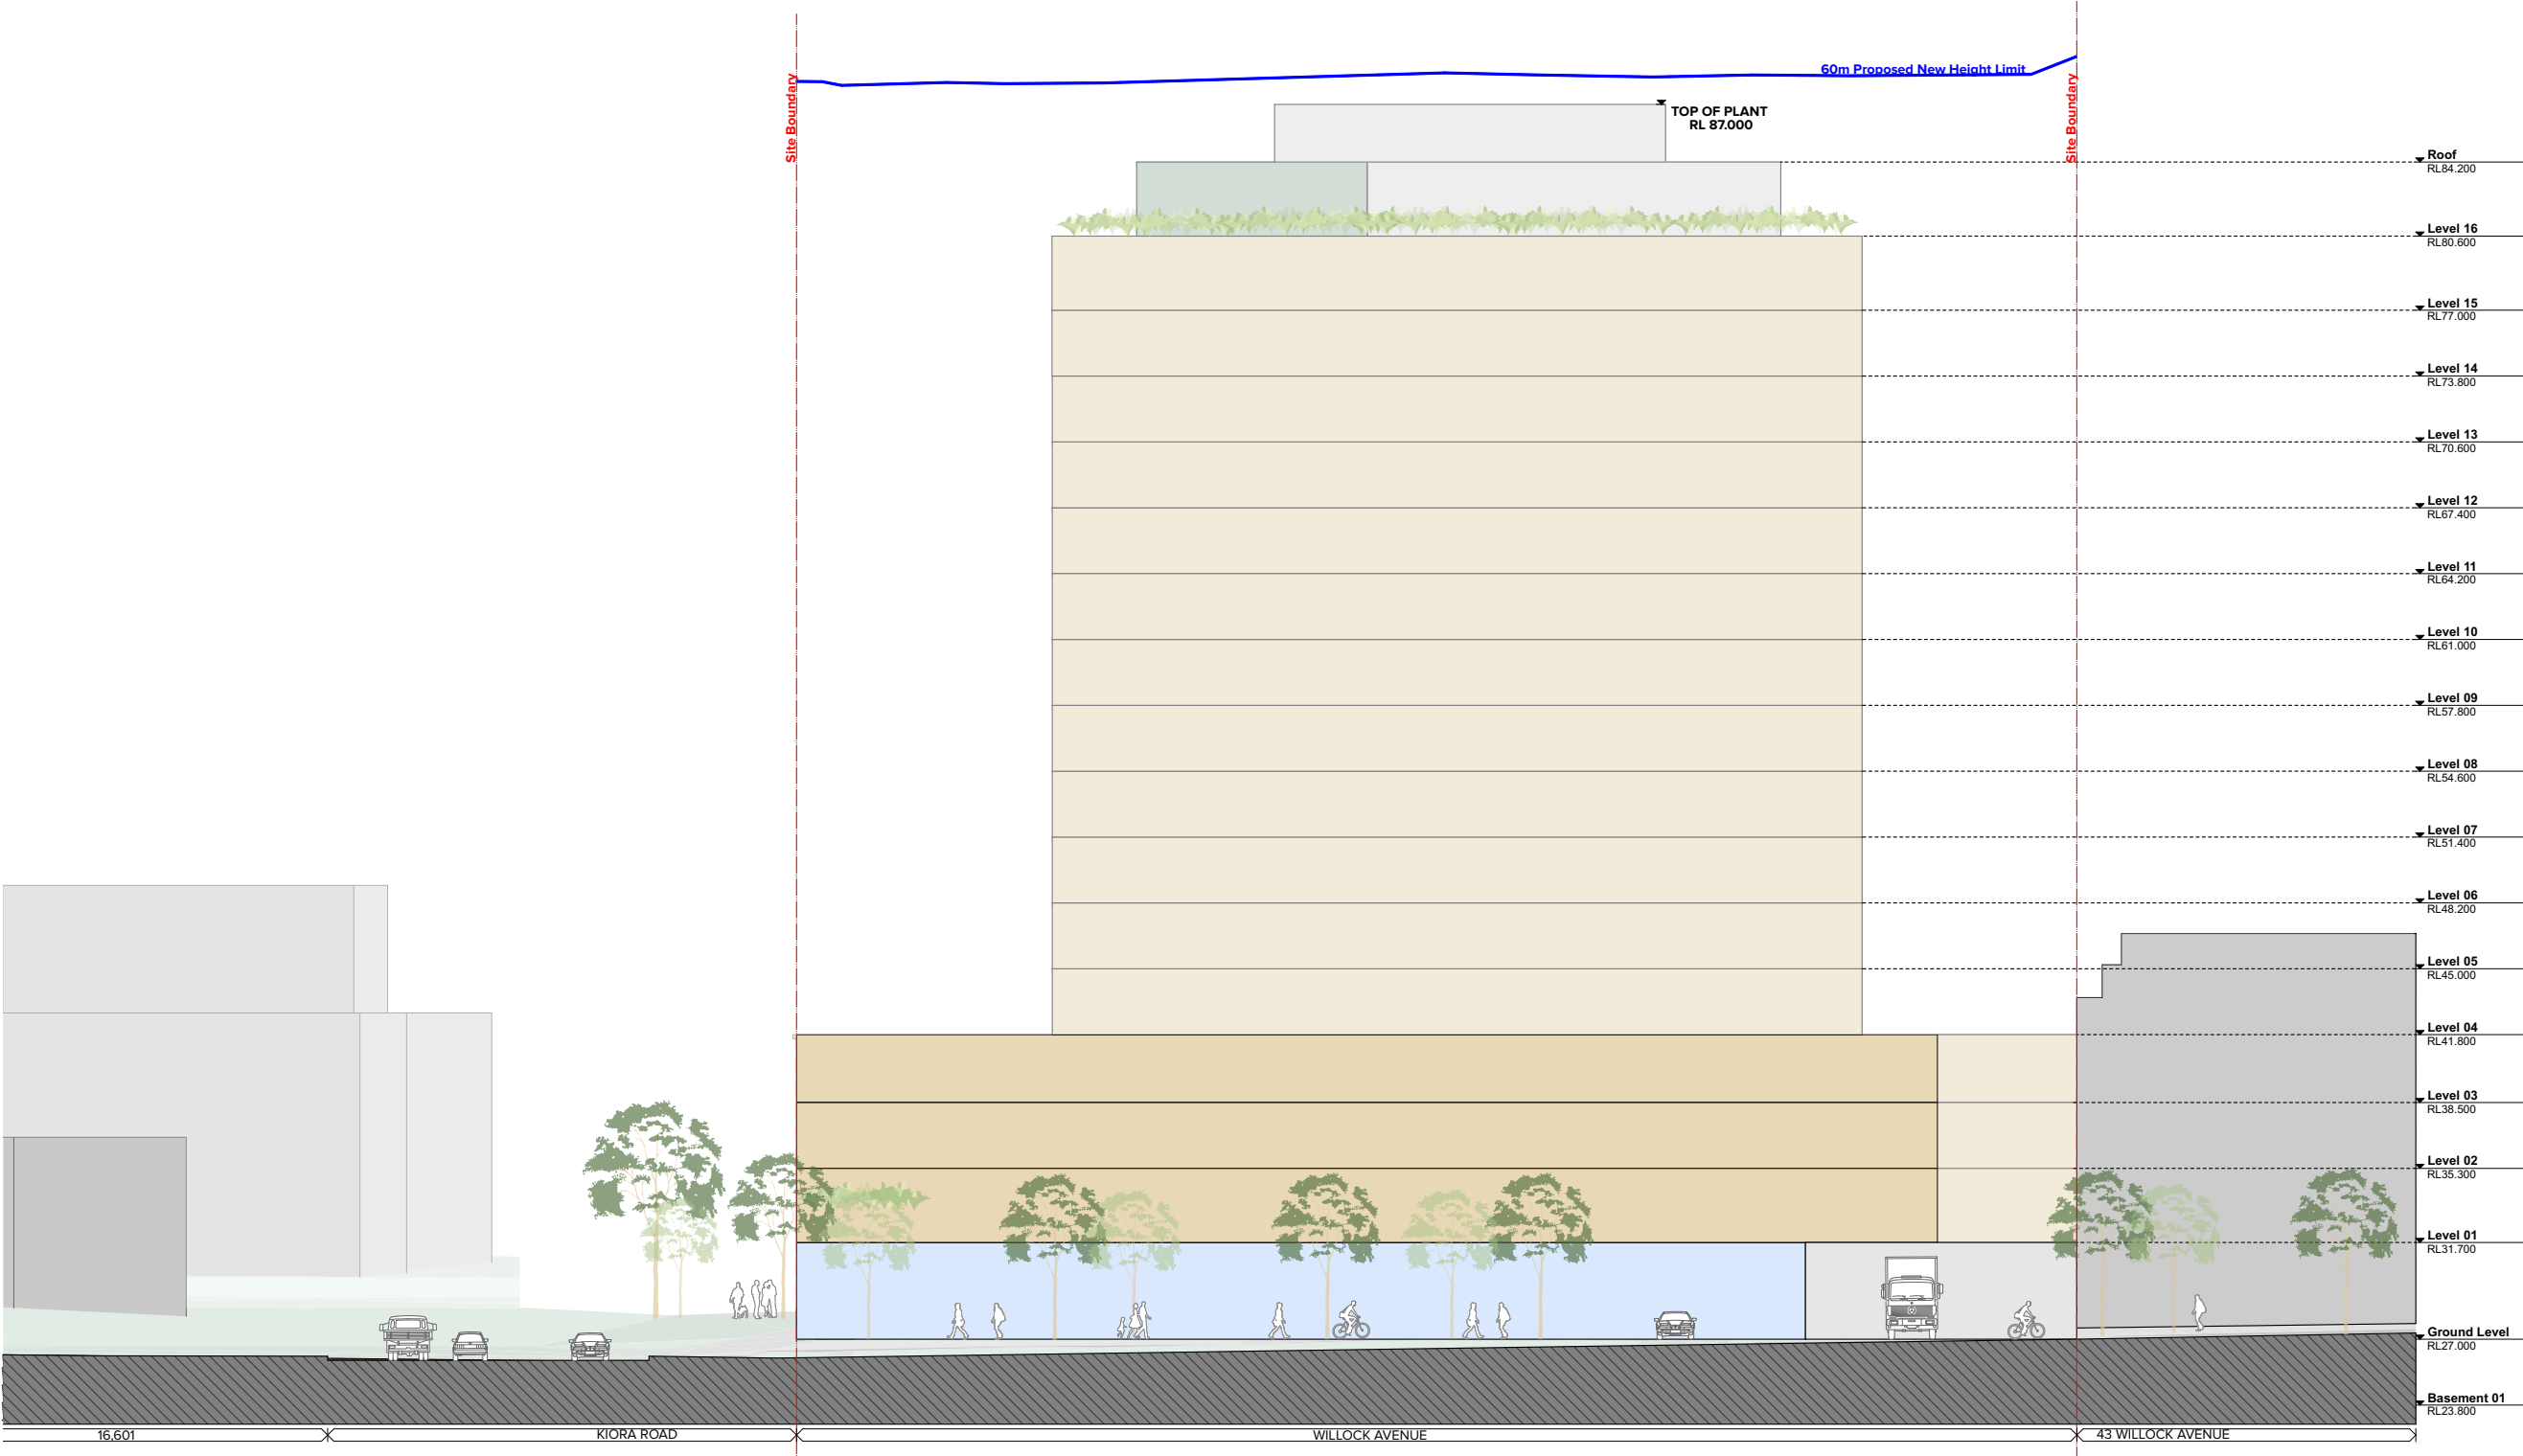 60m Proposed New Height Limit
Site Boundary
Site Boundary
TOP OF PLANT
RL 87.000
Roof
RL84.200
Level 16
RL80.600
Level 15
RL77.000
Level 14
RL73.800
Level 13
RL70.600
Level 12
RL67.400
Level 11
RL64.200
Level 10
RL61.000
Level 09
RL57.800
Level 08
RL54.600
Level 07
RL51.400
Level 06
RL48.200
Level 05
RL45.000
Level 04
RL41.800
Level 03
RL38.500
Level 02
RL35.300
Level 01
RL31.700
Ground Level
RL27.000
Basement 01
RL23.800
16,601
KIORA ROAD
WILLOCK AVENUE
43 WILLOCK AVENUE